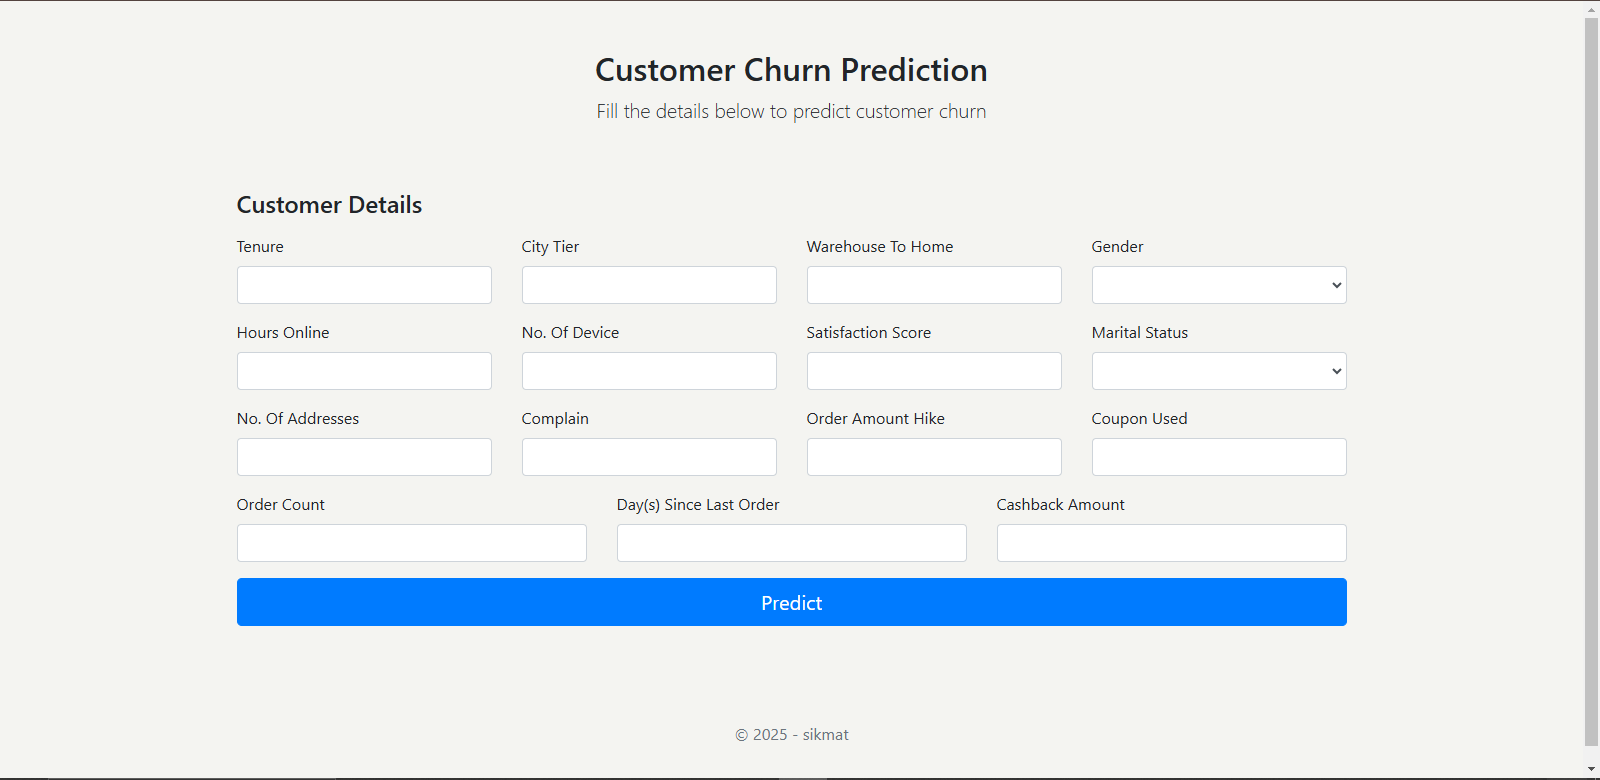 Customer Churn Prediction
Fill the details below to predict customer churn
Customer Details
Tenure City Tier Warehouse To Home Gender
Hours Online No. Of Device Satisfaction Score Marital Status
No. Of Addresses Complain Order Amount Hike Coupon Used
Order Count Day(s) Since Last Order Cashback Amount
Predict
© 2025 - sikmat